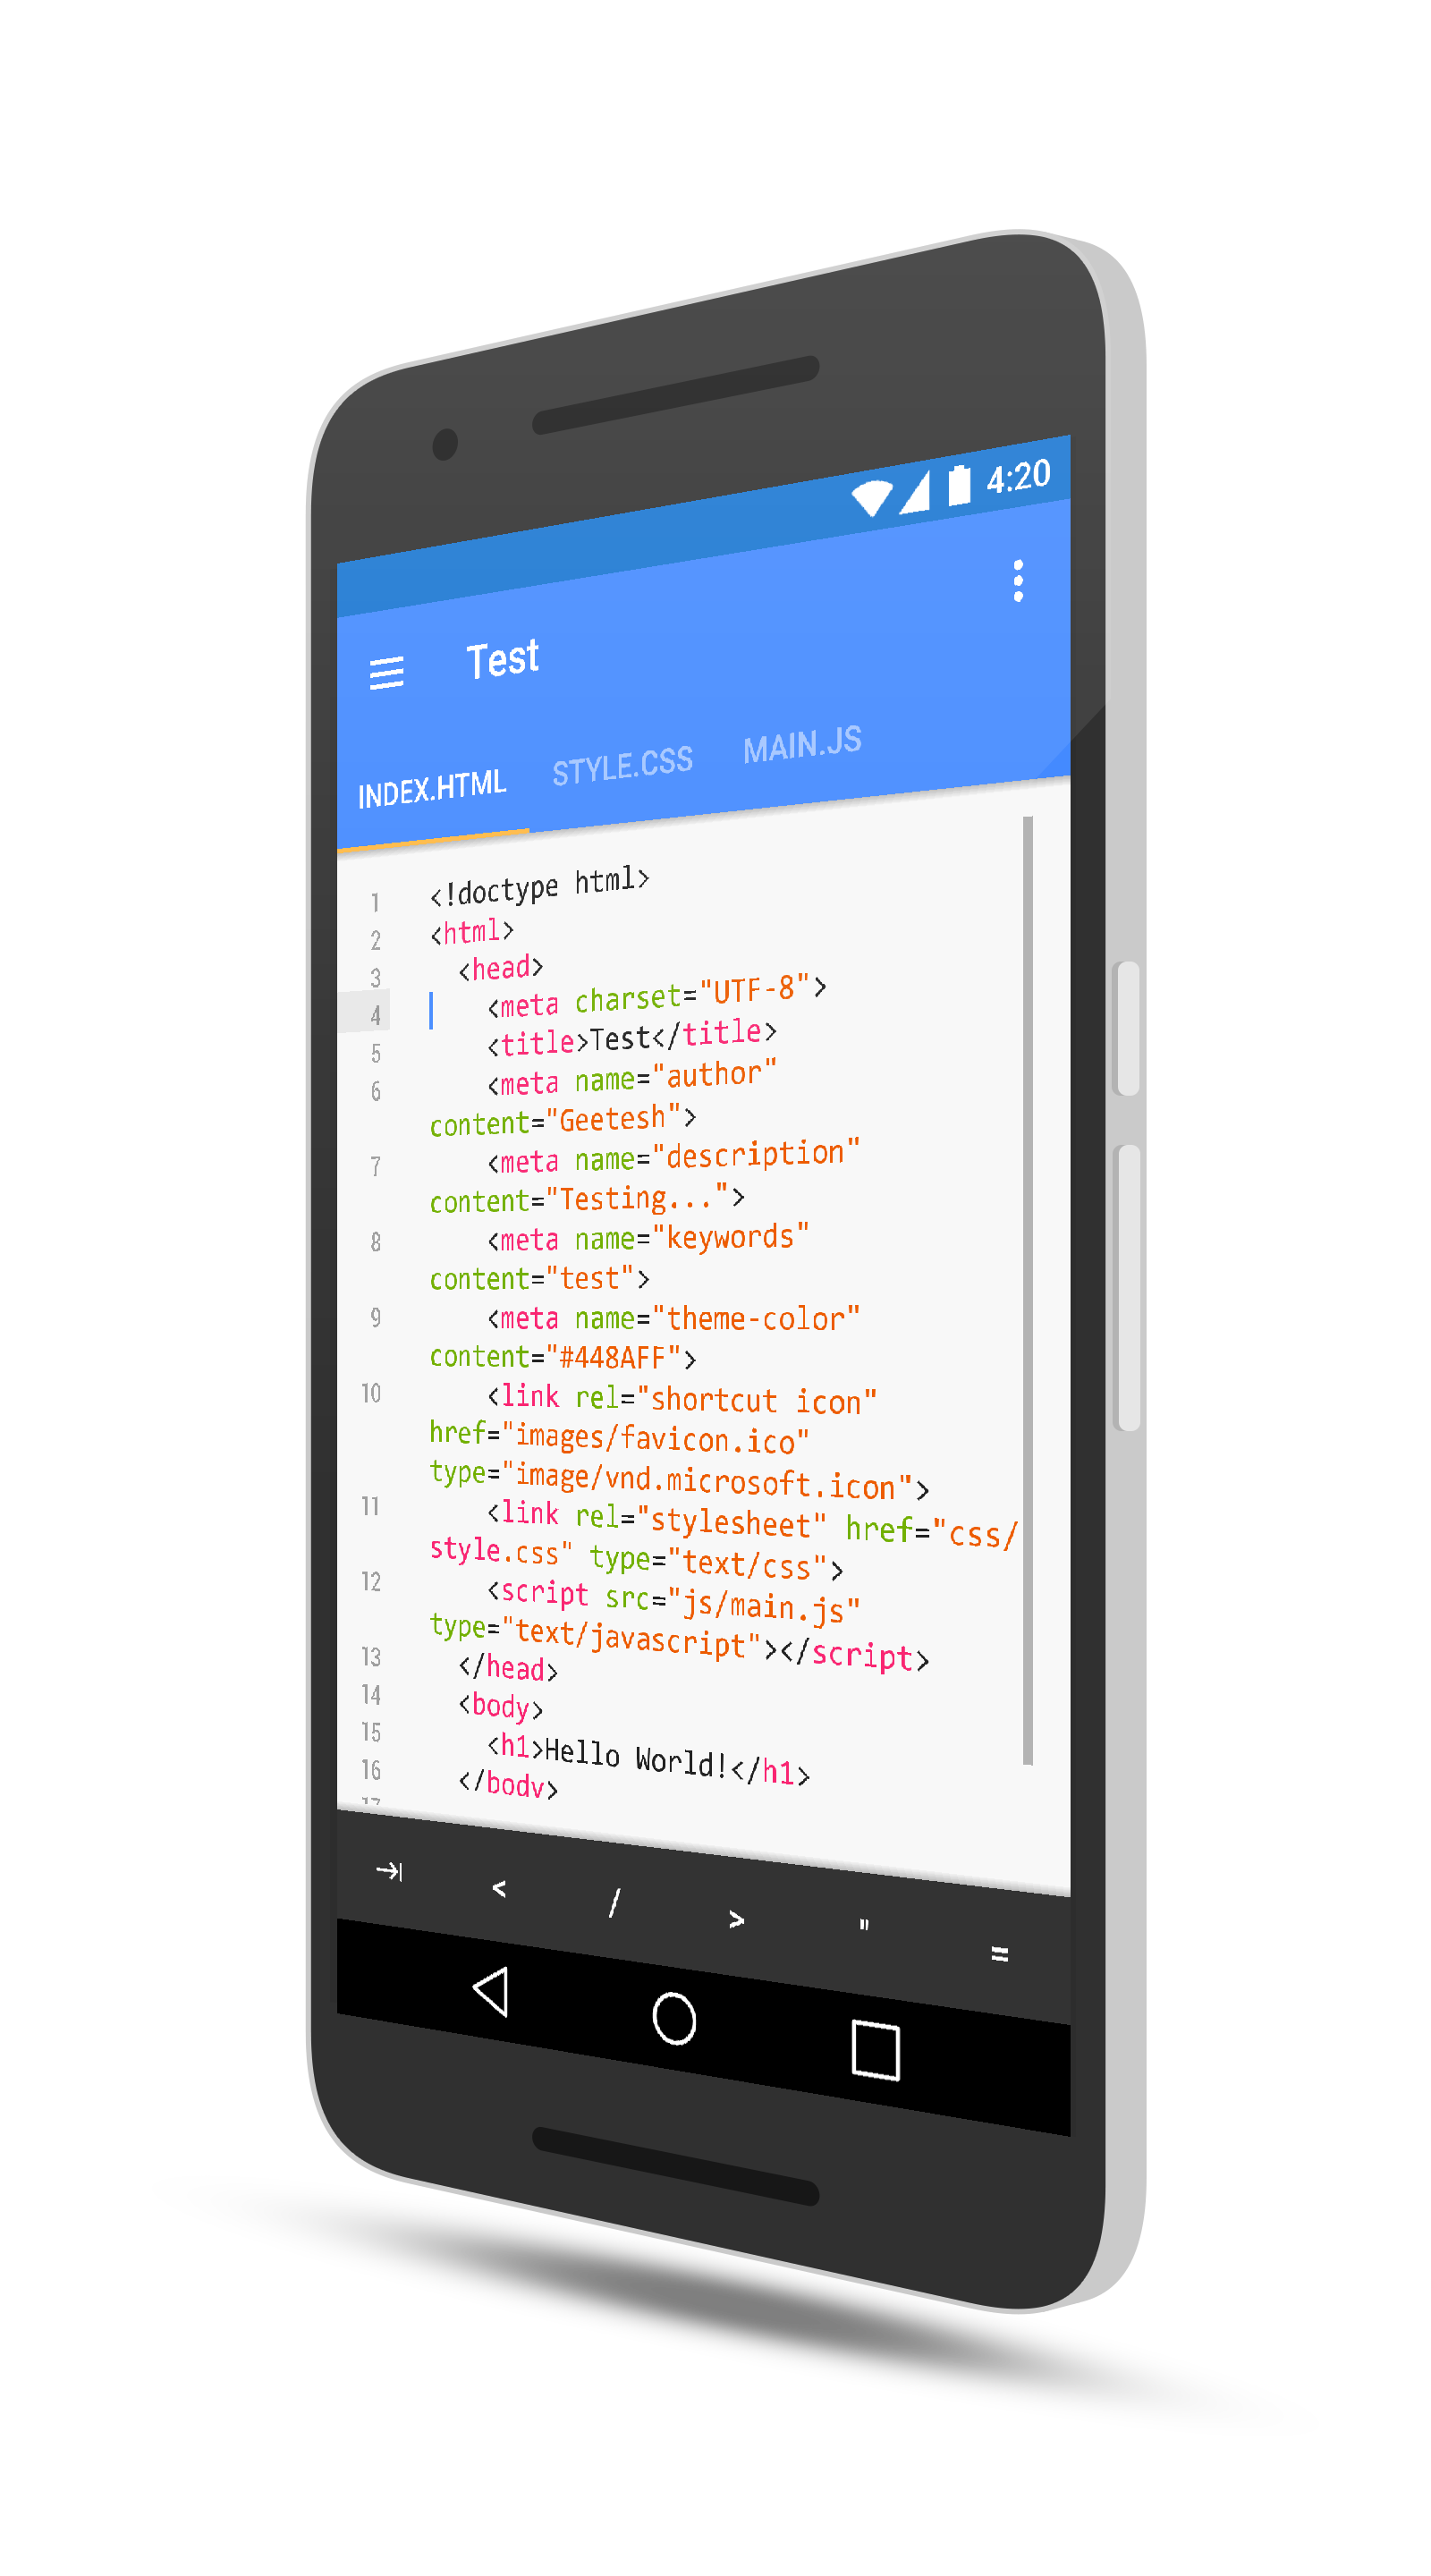 4:20
Test
INDEX.HTML STYLE.CSS MAIN.JS
1 <!doctype html>
2 <html>
3 <head>
4 <meta charset="UTF-8">
5 <title>Test</title>
6 <meta name="author"
content="Geetesh">
7 <meta name="description"
content="Testing...">
8 <meta name="keywords"
content="test">
9 <meta name="theme-color"
content="#448AFF">
10 <link rel="shortcut icon"
href="images/favicon.ico"
type="image/vnd.microsoft.icon">
11 <link rel="stylesheet" href="css/
style.css" type="text/css">
12 <script src="js/main.js"
type="text/javascript"></script>
13 </head>
14 <body>
15 <h1>Hello World!</h1>
16 </body>
17
< / > " =